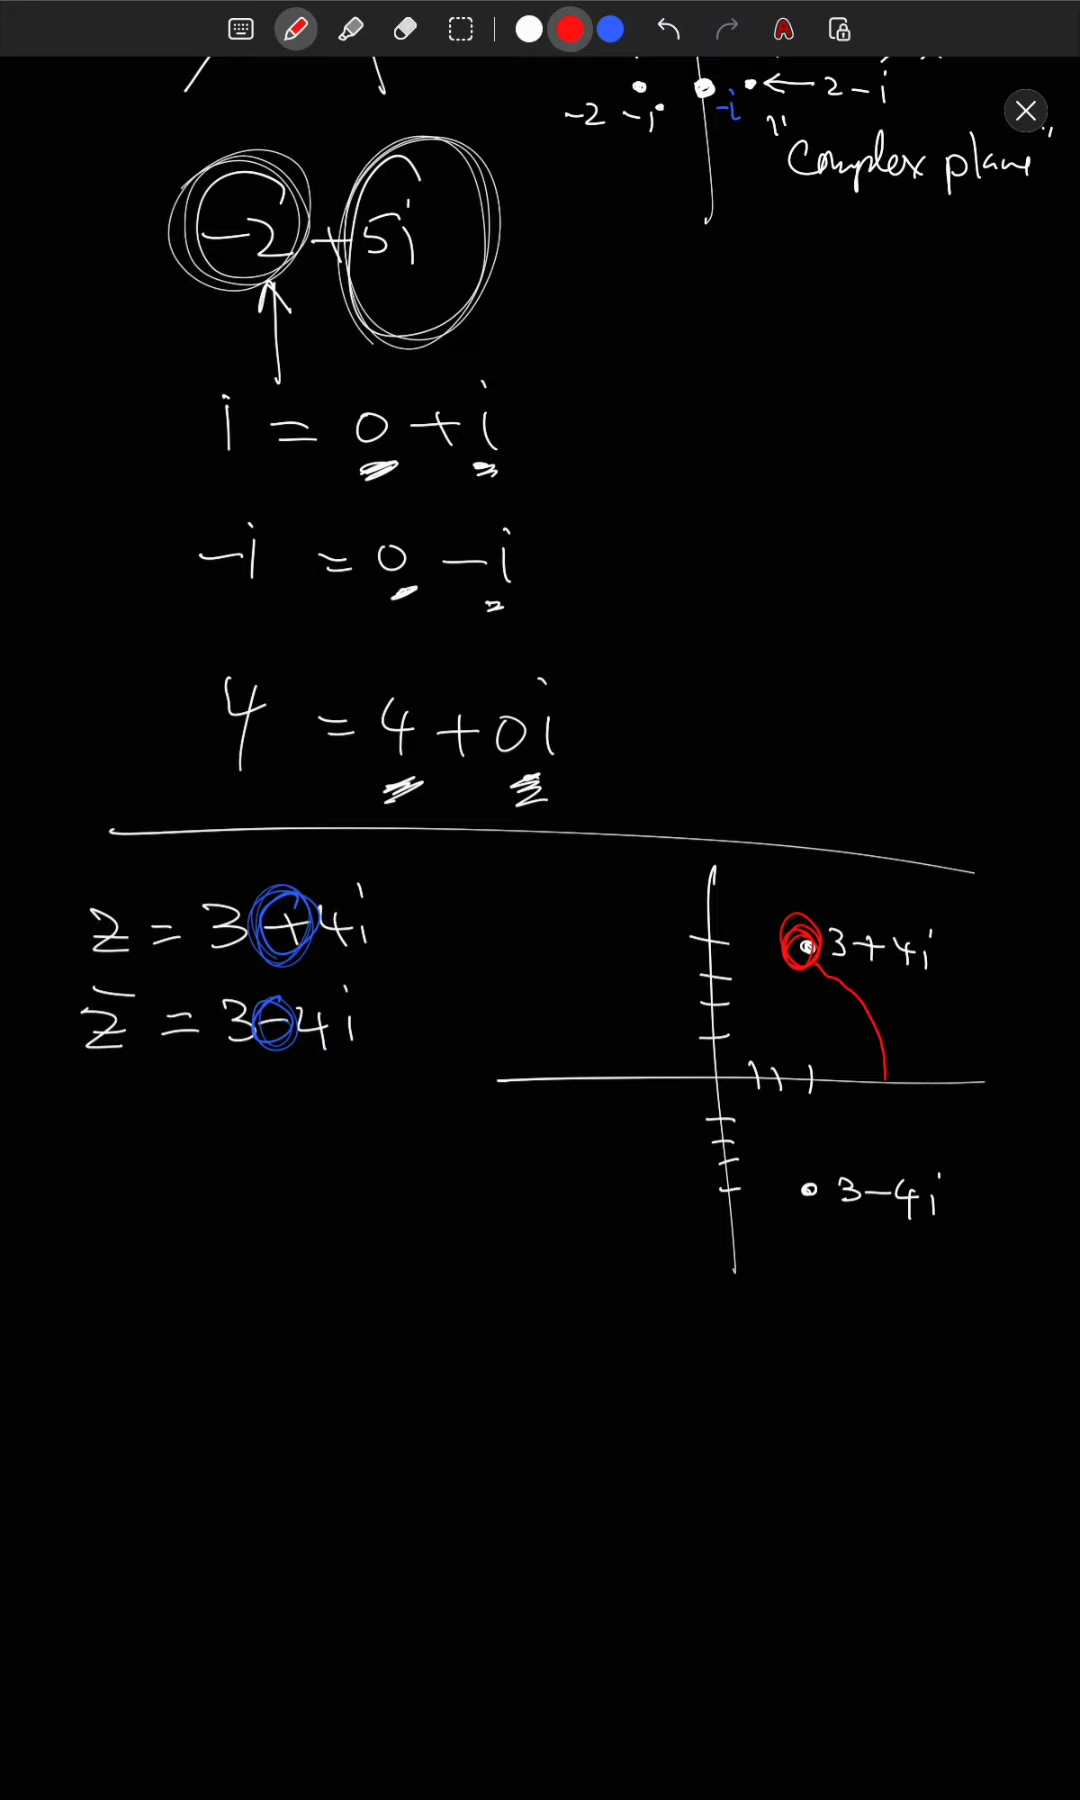 -2 -i
-i
← 2-i
"Complex plane"
-2 + 5i
i = 0 + i
-i = 0 - i
4 = 4 + 0i
z = 3 + 4i
z̅ = 3 - 4i
3+4i
3-4i